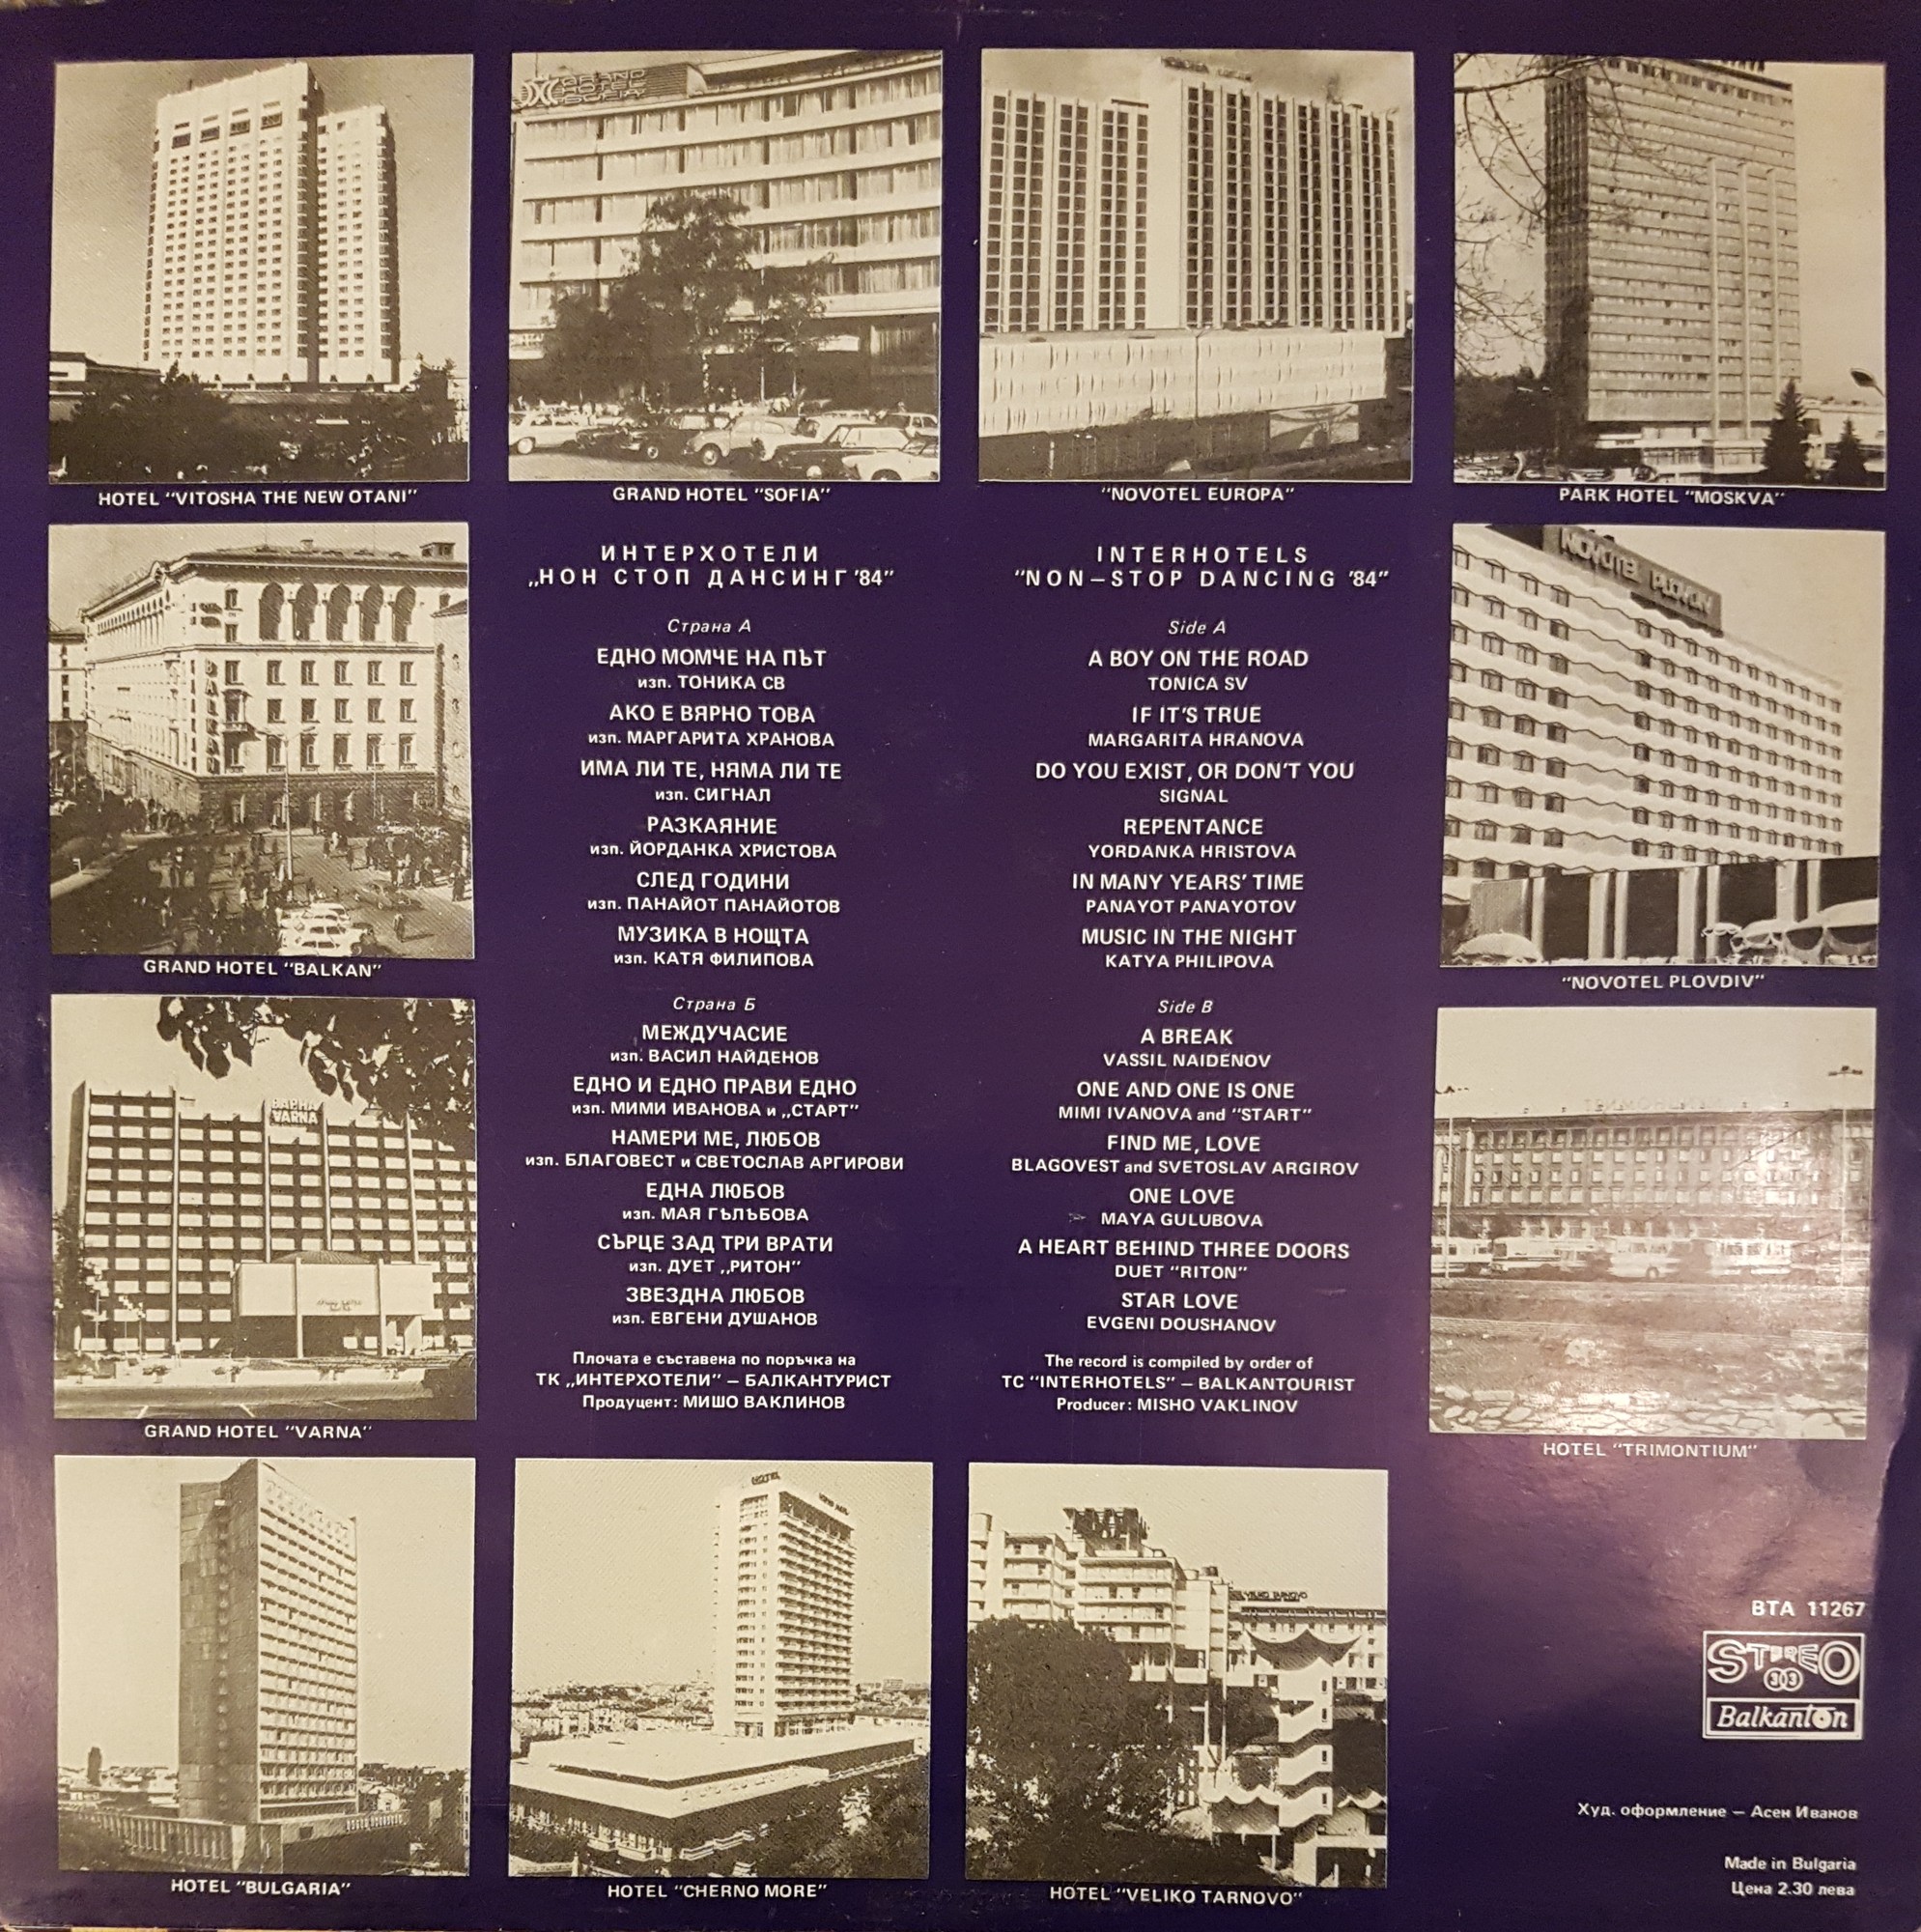 GRAND
HOTEL
SOFIA
HOTEL "VITOSHA THE NEW OTANI"
GRAND HOTEL "SOFIA"
"NOVOTEL EUROPA"
PARK HOTEL "MOSKVA"
BALKAN
GRAND HOTEL "BALKAN"
ВАРНА
VARNA
GRAND HOTEL "VARNA"
ИНТЕРХОТЕЛИ
„НОН СТОП ДАНСИНГ '84"
Страна А
ЕДНО МОМЧЕ НА ПЪТ
изп. ТОНИКА СВ
АКО Е ВЯРНО ТОВА
изп. МАРГАРИТА ХРАНОВА
ИМА ЛИ ТЕ, НЯМА ЛИ ТЕ
изп. СИГНАЛ
РАЗКАЯНИЕ
изп. ЙОРДАНКА ХРИСТОВА
СЛЕД ГОДИНИ
изп. ПАНАЙОТ ПАНАЙОТОВ
МУЗИКА В НОЩТА
изп. КАТЯ ФИЛИПОВА
Страна Б
МЕЖДУЧАСИЕ
изп. ВАСИЛ НАЙДЕНОВ
ЕДНО И ЕДНО ПРАВИ ЕДНО
изп. МИМИ ИВАНОВА и „СТАРТ"
НАМЕРИ МЕ, ЛЮБОВ
изп. БЛАГОВЕСТ и СВЕТОСЛАВ АРГИРОВИ
ЕДНА ЛЮБОВ
изп. МАЯ ГЪЛЪБОВА
СЪРЦЕ ЗАД ТРИ ВРАТИ
изп. ДУЕТ „РИТОН"
ЗВЕЗДНА ЛЮБОВ
изп. ЕВГЕНИ ДУШАНОВ
Плочата е съставена по поръчка на
ТК „ИНТЕРХОТЕЛИ" – БАЛКАНТУРИСТ
Продуцент: МИШО ВАКЛИНОВ
INTERHOTELS
"NON–STOP DANCING '84"
Side A
A BOY ON THE ROAD
TONICA SV
IF IT'S TRUE
MARGARITA HRANOVA
DO YOU EXIST, OR DON'T YOU
SIGNAL
REPENTANCE
YORDANKA HRISTOVA
IN MANY YEARS' TIME
PANAYOT PANAYOTOV
MUSIC IN THE NIGHT
KATYA PHILIPOVA
Side B
A BREAK
VASSIL NAIDENOV
ONE AND ONE IS ONE
MIMI IVANOVA and "START"
FIND ME, LOVE
BLAGOVEST and SVETOSLAV ARGIROV
ONE LOVE
MAYA GULUBOVA
A HEART BEHIND THREE DOORS
DUET "RITON"
STAR LOVE
EVGENI DOUSHANOV
The record is compiled by order of
TC "INTERHOTELS" – BALKANTOURIST
Producer: MISHO VAKLINOV
NOVOTEL PLOVDIV
"NOVOTEL PLOVDIV"
HOTEL "TRIMONTIUM"
HOTEL
HOTEL "BULGARIA"
HOTEL "CHERNO MORE"
HOTEL "VELIKO TARNOVO"
BTA 11267
STEREO
33
Balkanton
Худ. оформление – Асен Иванов
Made in Bulgaria
Цена 2.30 лева